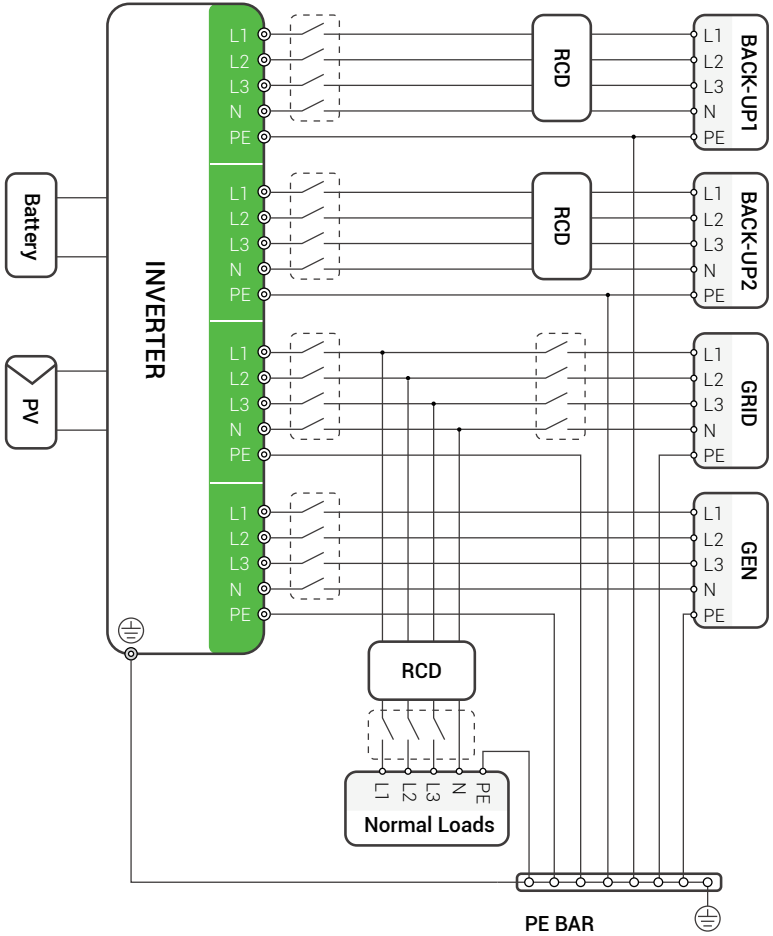 L1
L2
L3
N
PE
RCD
L1
L2
L3
N
PE
BACK-UP1
Battery
L1
L2
L3
N
PE
RCD
L1
L2
L3
N
PE
BACK-UP2
INVERTER
PV
L1
L2
L3
N
PE
L1
L2
L3
N
PE
GRID
L1
L2
L3
N
PE
L1
L2
L3
N
PE
GEN
RCD
L1 L2 L3 N PE
Normal Loads
PE BAR